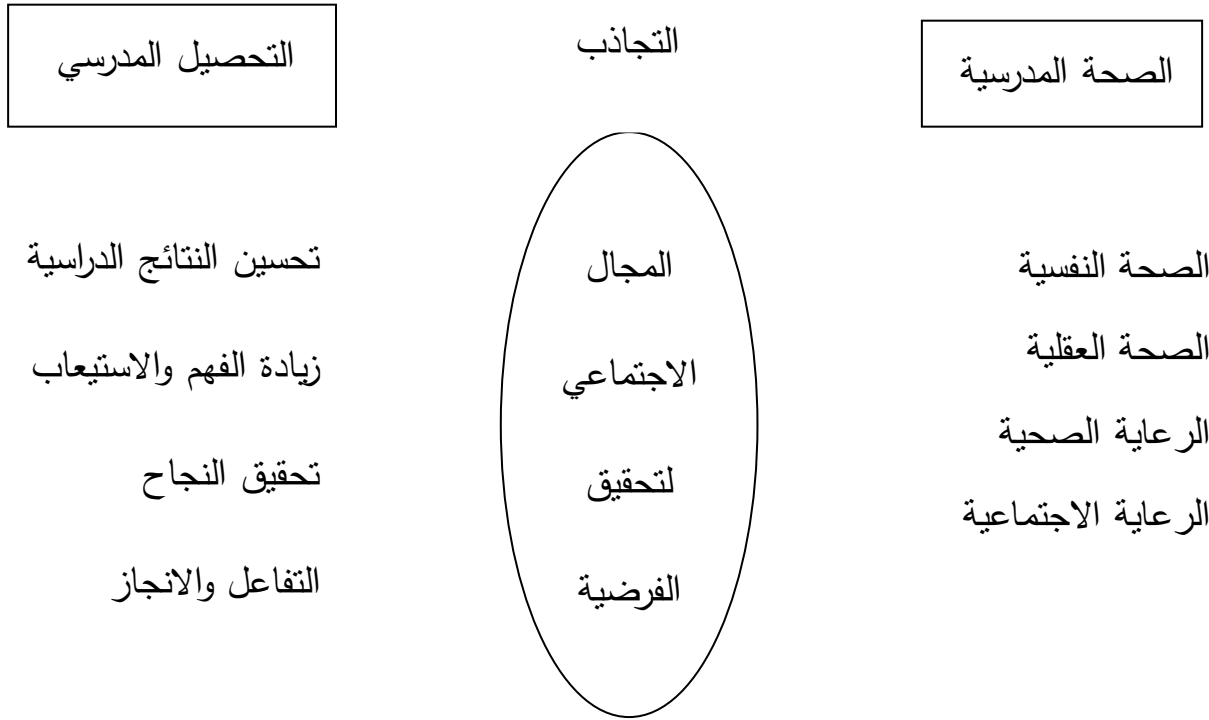 الصحة المدرسية
التجاذب
التحصيل المدرسي
الصحة النفسية
الصحة العقلية
الرعاية الصحية
الرعاية الاجتماعية
المجال
الاجتماعي
لتحقيق
الفرضية
تحسين النتائج الدراسية
زيادة الفهم والاستيعاب
تحقيق النجاح
التفاعل والانجاز